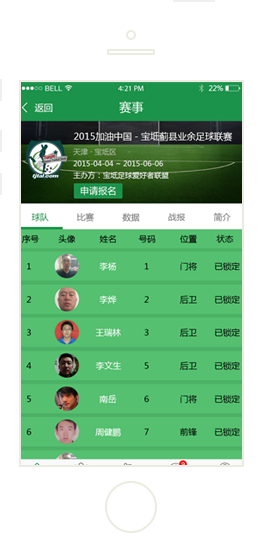 BELL 4:21 PM 22%
返回 赛事
2015加油中国 - 宝坻蓟县业余足球联赛
天津 - 宝坻区
2015-04-04 ~ 2015-06-06
主办方：宝坻足球爱好者联盟
tjisl.com
申请报名
球队 比赛 数据 战报 简介
序号 头像 姓名 号码 位置 状态
1 李杨 1 门将 已锁定
2 李烨 2 后卫 已锁定
3 王瑞林 3 后卫 已锁定
4 李文生 5 后卫 已锁定
5 南岳 6 门将 已锁定
6 周健鹏 7 前锋 已锁定